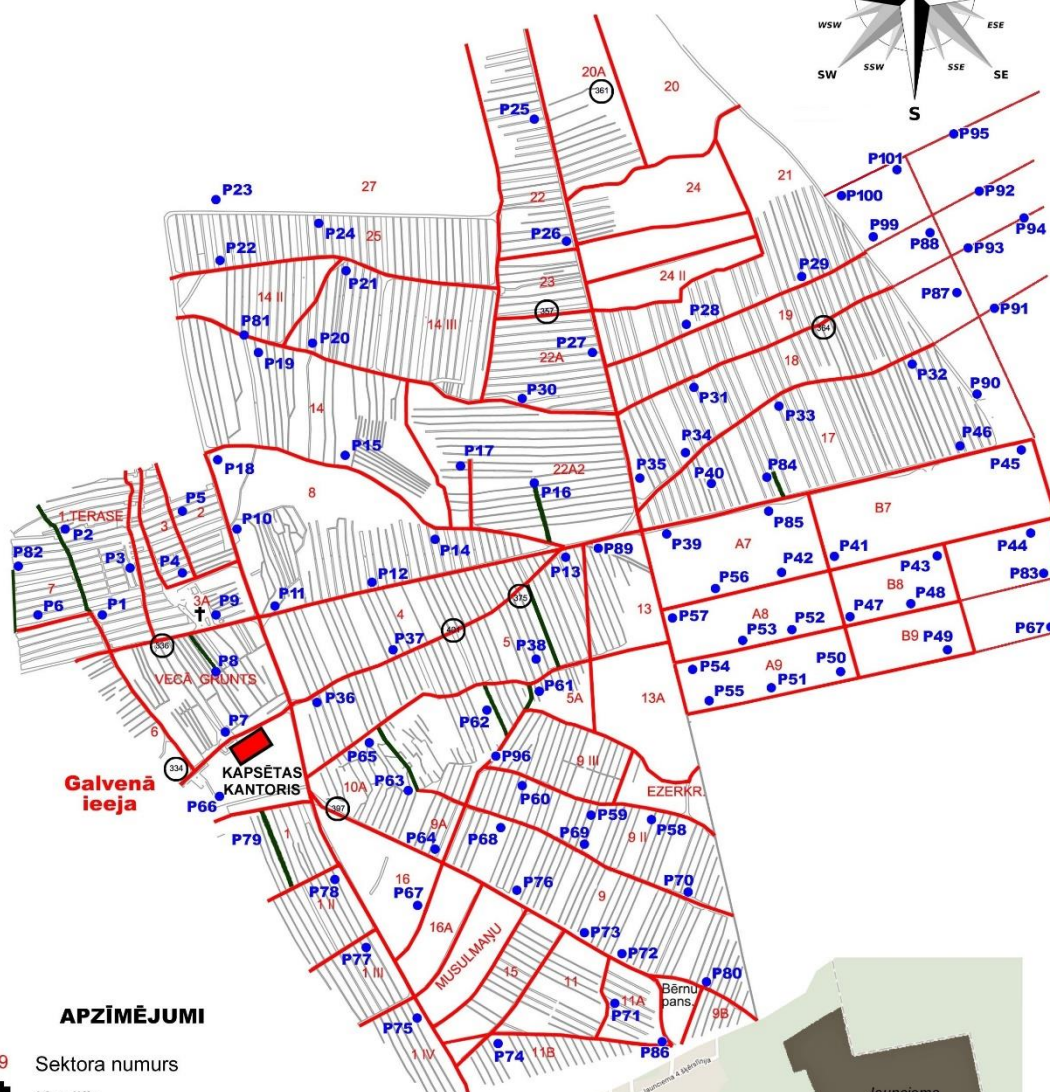 WSW
ESE
SW
SSW
SSE
SE
S
20A
361
20
P25
P95
P101
21
P23
27
22
24
P100
P92
P94
P24
25
P22
P26
P99
P88
P93
23
24 II
P29
P21
14 II
14 III
357
P28
19
364
P87
P91
P81
P20
P19
22A
P27
18
P32
P30
P31
P90
14
P33
17
P34
P46
P15
P17
22A2
P35
P40
P84
P45
P18
8
P16
P5
2
1.TERASE
P2
3
P10
P85
B7
P14
P89
P39
A7
P44
P82
P3
P4
P13
P42
P41
P43
P83
7
P12
P56
B8
P6
P1
3A
P9
P11
4
375
13
P57
A8
P52
P47
P48
336
421
P53
B9
P67
P37
5
P38
P49
P8
VECĀ GRUNTS
P54
A9
P50
P61
5A
13A
P51
P55
P36
P62
6
P7
P65
P96
9 III
334
KAPSĒTAS
KANTORIS
Galvenā
ieeja
P63
10A
P60
EZERKR.
P66
397
9A
P59
P58
P79
1
P64
P68
P69
9 II
16
P78
1 II
P67
P76
P70
9
16A
MUSULMAŅU
P73
P72
P77
1 III
15
11
P80
Bērnu
pans.
11A
P71
9B
P75
1 IV
P74
11B
P86
APZĪMĒJUMI
9 Sektora numurs
Jaunciema 4.šķērslīnija